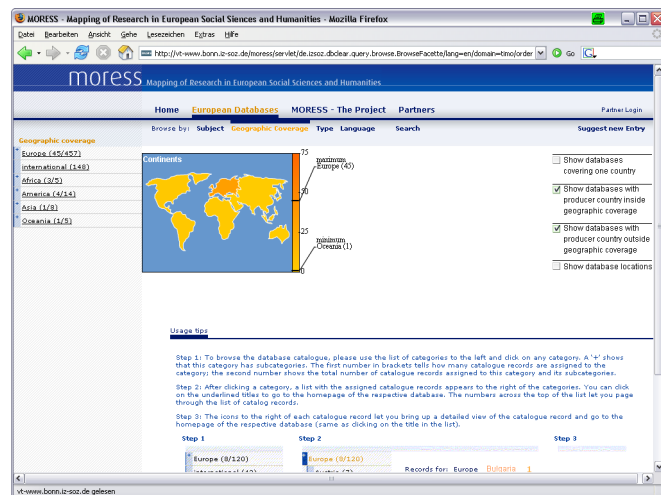 MORESS - Mapping of Research in European Social Siences and Humanities - Mozilla Firefox
Datei Bearbeiten Ansicht Gehe Lesezeichen Extras Hilfe
http://vt-www.bonn.iz-soz.de/moress/servlet/de.izsoz.dbclear.query.browse.BrowseFacette/lang=en/domain=timo/order
Go
moress Mapping of Research in European Social Sciences and Humanities
Home European Databases MORESS - The Project Partners Partner Login
Browse by: Subject Geographic Coverage Type Language Search Suggest new Entry
Geographic coverage
+ Europe (45/457)
international (148)
+ Africa (3/5)
+ America (4/14)
+ Asia (1/8)
+ Oceania (1/5)
Continents
75
maximum
Europe (45)
50
25
minimum
Oceania (1)
0
Show databases
covering one country
Show databases with
producer country inside
geographic coverage
Show databases with
producer country outside
geographic coverage
Show database locations
Usage tips
Step 1: To browse the database catalogue, please use the list of categories to the left and click on any category. A '+' shows
that this category has subcategories. The first number in brackets tells how many catalogue records are assigned to the
category; the second number shows the total number of catalogue records assigned to this category and its subcategories.
Step 2: After clicking a category, a list with the assigned catalogue records appears to the right of the categories. You can click
on the underlined titles to go to the homepage of the respective database. The numbers across the top of the list let you page
through the list of catalog records.
Step 3: The icons to the right of each catalogue record let you bring up a detailed view of the catalogue record and go to the
homepage of the respective database (same as clicking on the title in the list).
Step 1 Step 2 Step 3
Europe (8/120) Europe (8/120)
Records for: Europe Bulgaria 1
vt-www.bonn.iz-soz.de gelesen